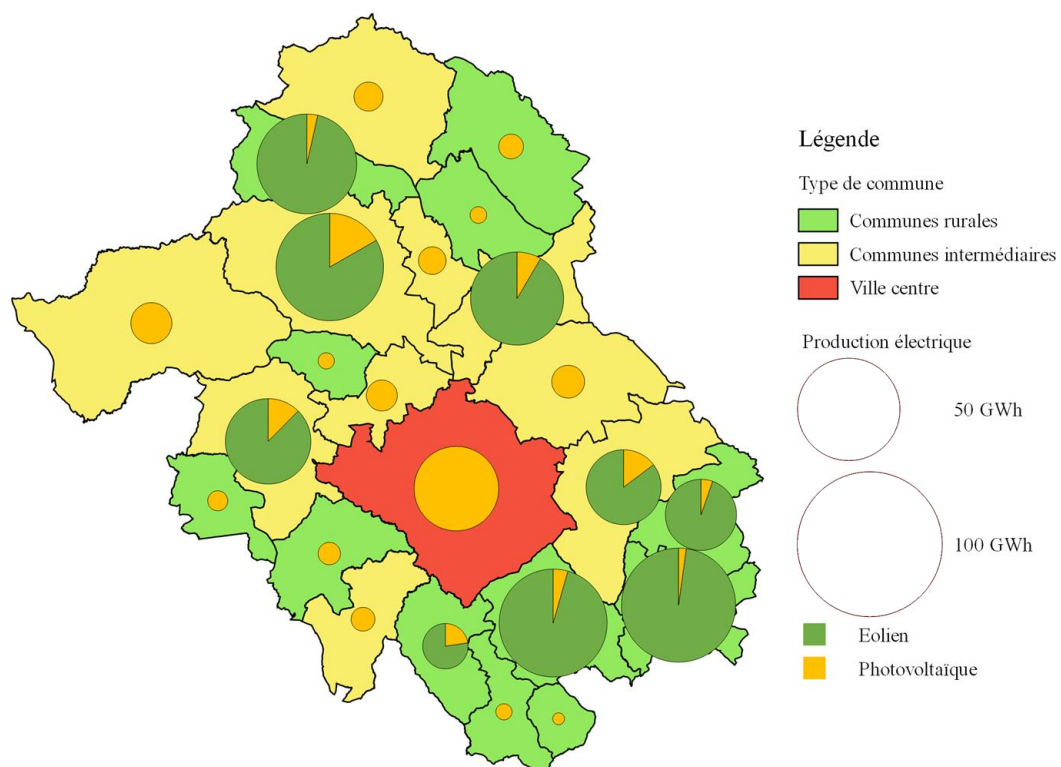 Légende
Type de commune
Communes rurales
Communes intermédiaires
Ville centre
Production électrique
50 GWh
100 GWh
Eolien
Photovoltaïque